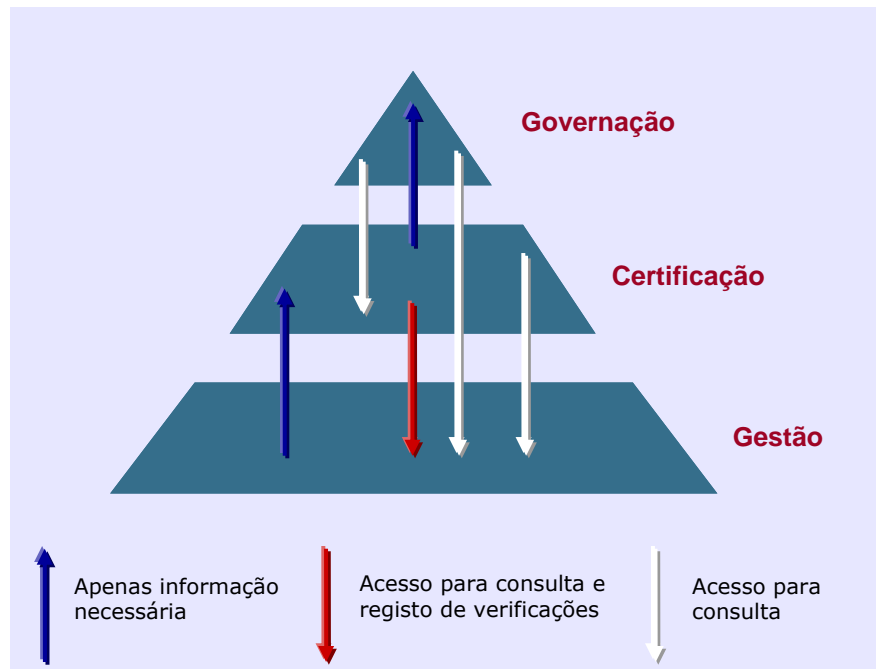 Governação
Certificação
Gestão
Apenas informação
necessária
Acesso para consulta e
registo de verificações
Acesso para
consulta